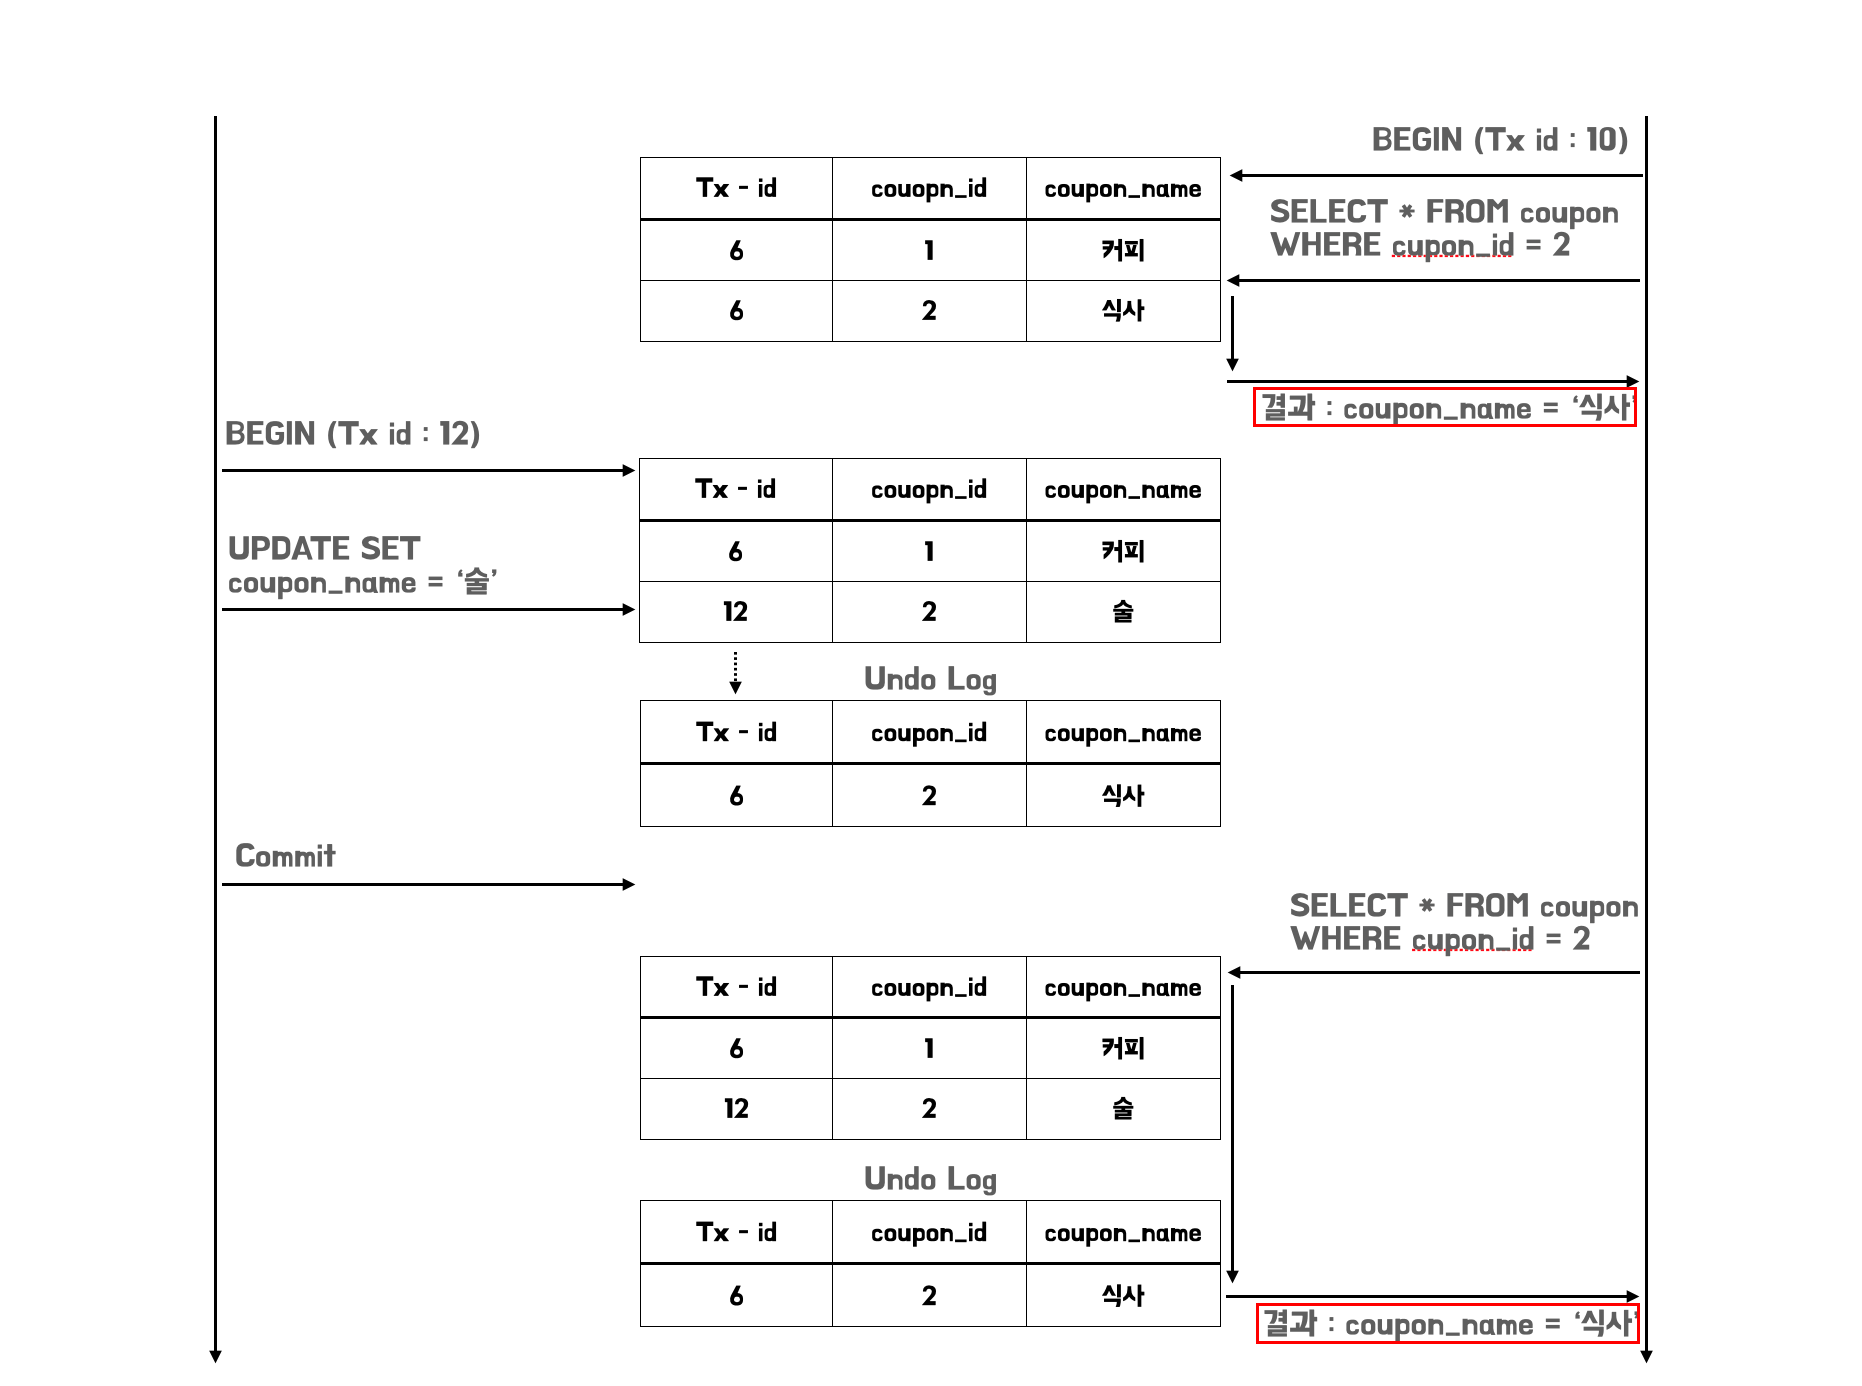 BEGIN (Tx id : 10)
Tx - id couopn_id coupon_name
SELECT * FROM coupon
WHERE cupon_id = 2
6 1 커피
6 2 식사
결과 : coupon_name = ‘식사’
BEGIN (Tx id : 12)
Tx - id couopn_id coupon_name
UPDATE SET
coupon_name = ‘술’
6 1 커피
12 2 술
Undo Log
Tx - id coupon_id coupon_name
6 2 식사
Commit
SELECT * FROM coupon
WHERE cupon_id = 2
Tx - id couopn_id coupon_name
6 1 커피
12 2 술
Undo Log
Tx - id coupon_id coupon_name
6 2 식사
결과 : coupon_name = ‘식사’